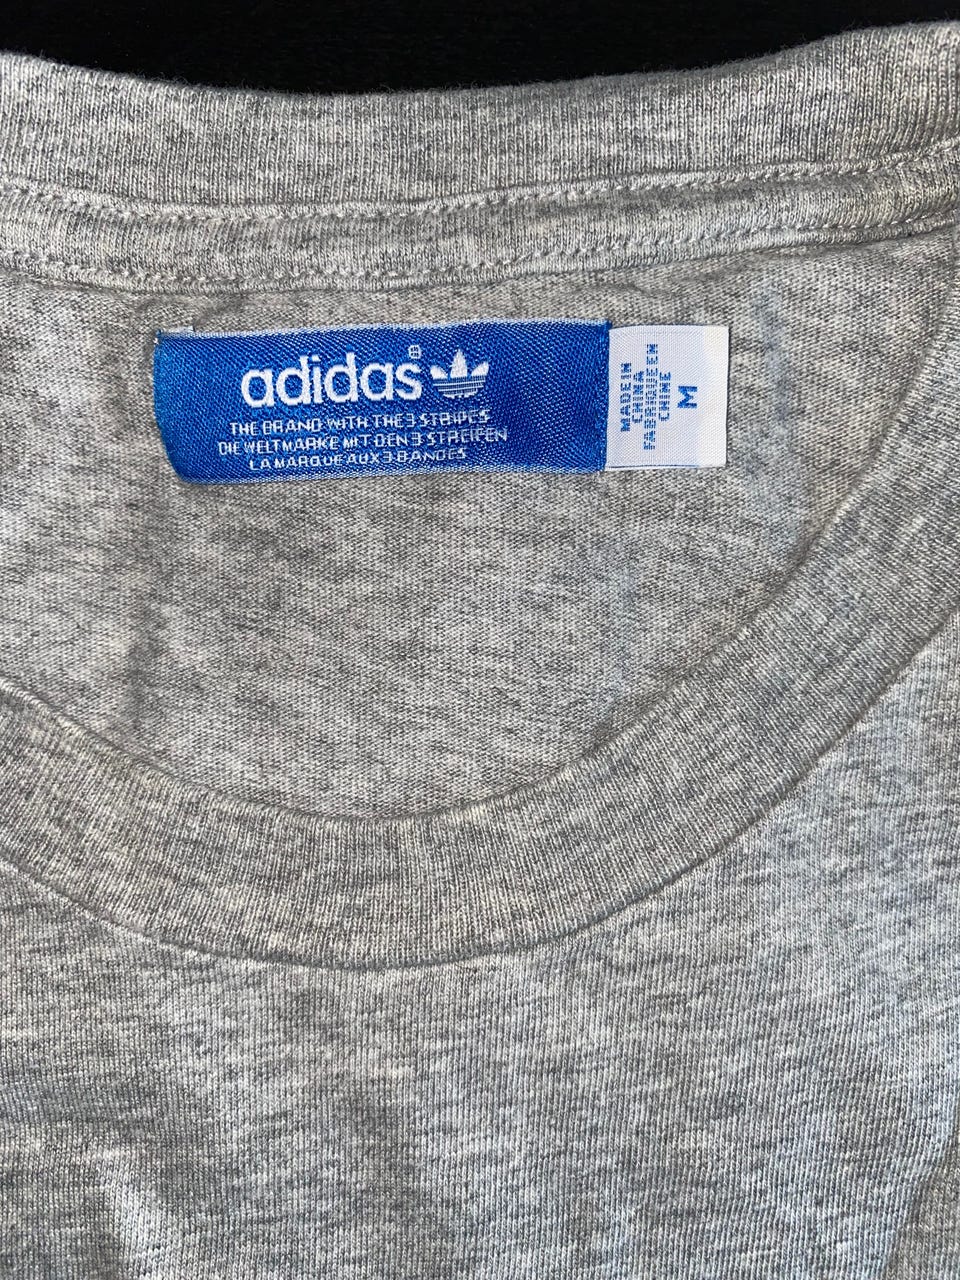 adidas®
THE BRAND WITH THE 3 STRIPES
DIE WELTMARKE MIT DEN 3 STREIFEN
LA MARQUE AUX 3 BANDES
MADE IN
CHINA
FABRIQUE EN
CHINE
M